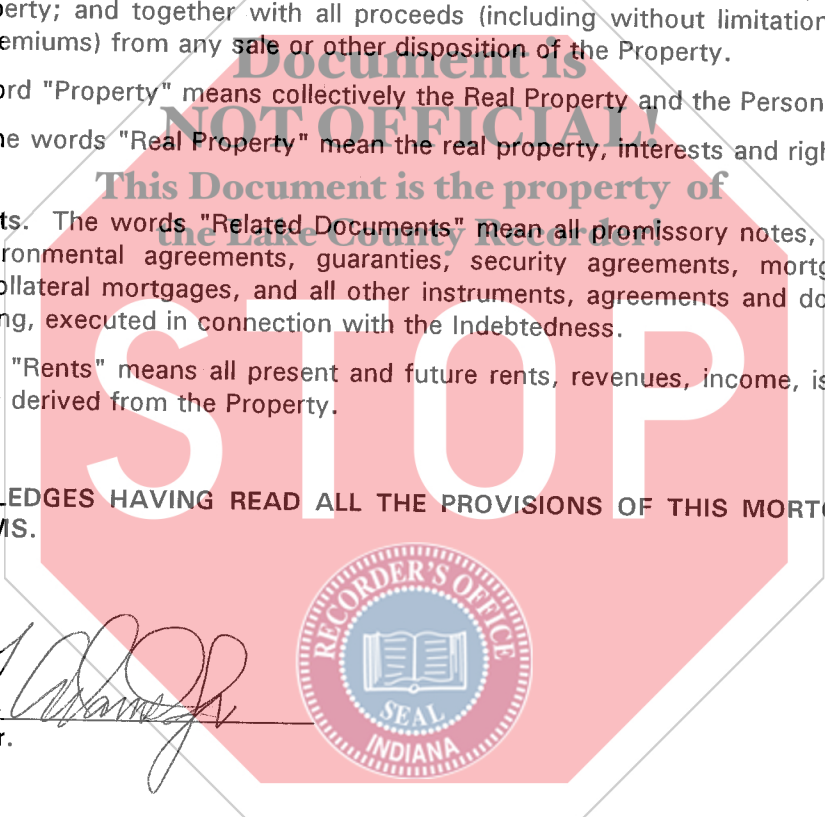 erty; and together with all proceeds (including without limitation
emiums) from any sale or other disposition of the Property.
Document is
ord "Property" means collectively the Real Property and the Person
NOT OFFICIAL!
he words "Real Property" mean the real property, interests and righ
This Document is the property of
ts. The words "Related Documents" mean all promissory notes,
the Lake County Recorder!
ronmental agreements, guaranties, security agreements, mortg
ollateral mortgages, and all other instruments, agreements and do
ng, executed in connection with the Indebtedness.
"Rents" means all present and future rents, revenues, income, is
derived from the Property.
STOP
LEDGES HAVING READ ALL THE PROVISIONS OF THIS MORTG
MS.
RECORDER'S OFFICE
SEAL
INDIANA
r.